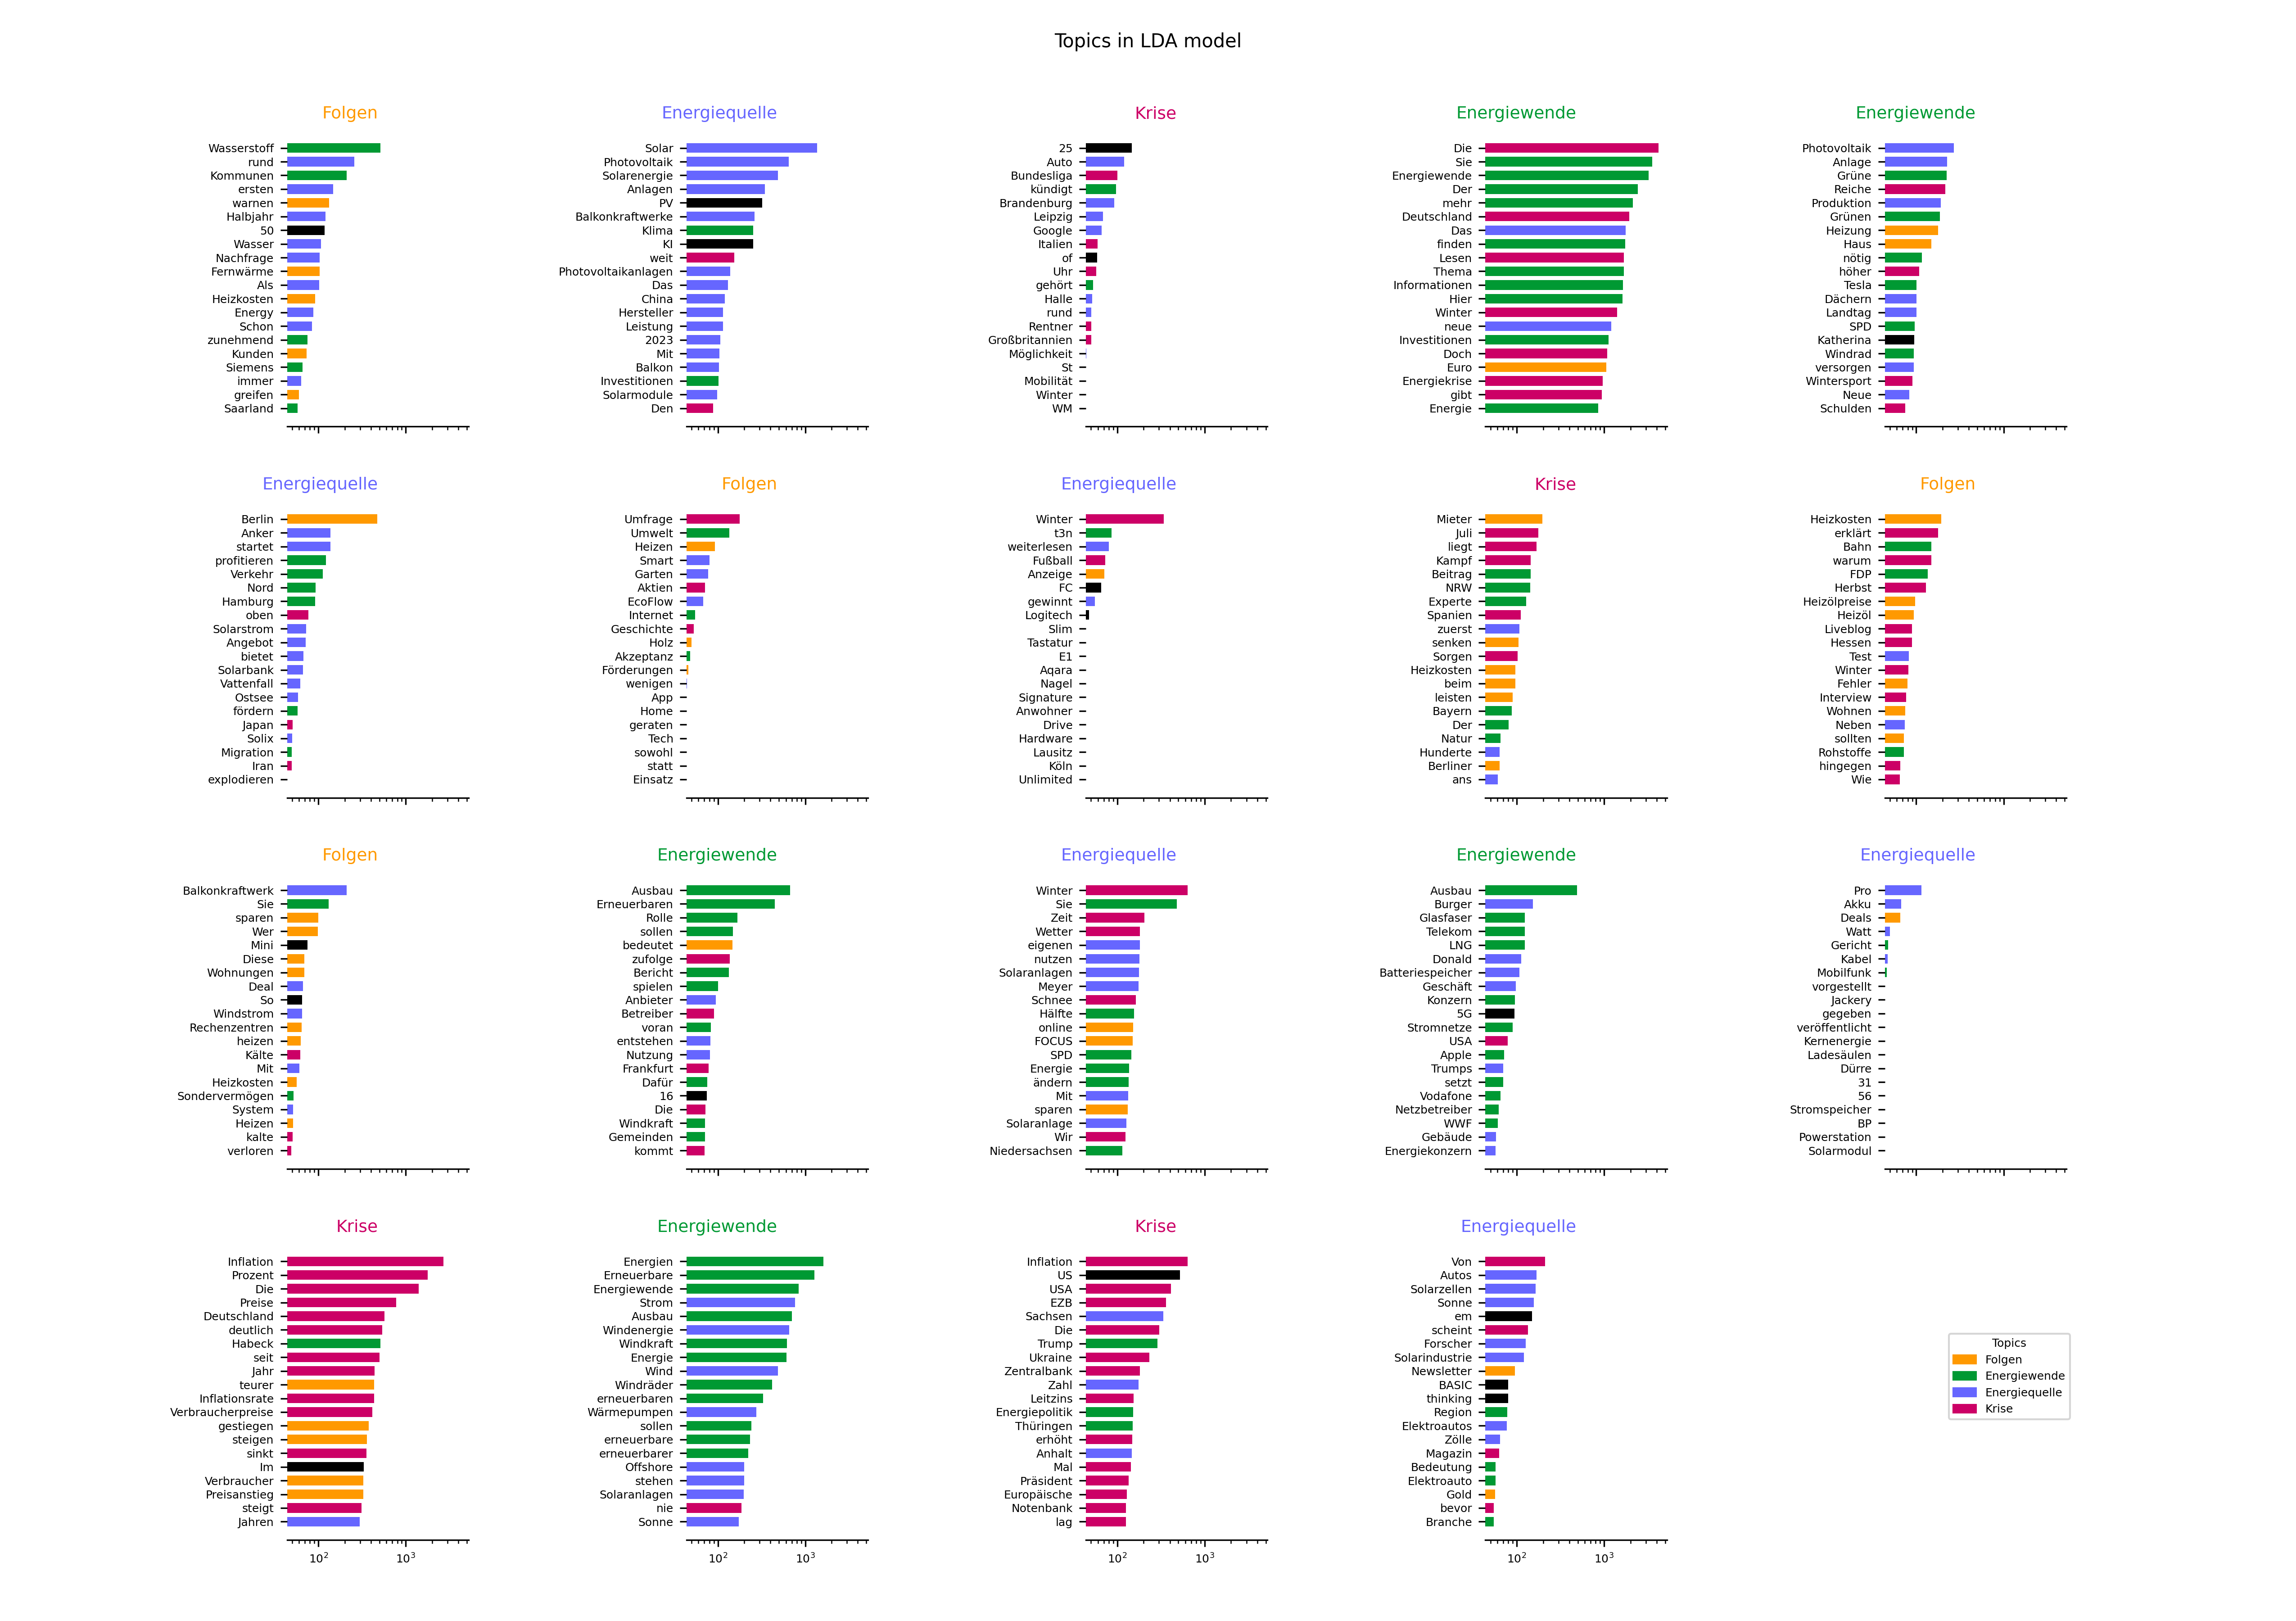 Topics in LDA model
Folgen
Wasserstoff
rund
Kommunen
ersten
warnen
Halbjahr
50
Wasser
Nachfrage
Fernwärme
Als
Heizkosten
Energy
Schon
zunehmend
Kunden
Siemens
immer
greifen
Saarland
Energiequelle
Solar
Photovoltaik
Solarenergie
Anlagen
PV
Balkonkraftwerke
Klima
KI
weit
Photovoltaikanlagen
Das
China
Hersteller
Leistung
2023
Mit
Balkon
Investitionen
Solarmodule
Den
Krise
25
Auto
Bundesliga
kündigt
Brandenburg
Leipzig
Google
Italien
of
Uhr
gehört
Halle
rund
Rentner
Großbritannien
Möglichkeit
St
Mobilität
Winter
WM
Energiewende
Die
Sie
Energiewende
Der
mehr
Deutschland
Das
finden
Lesen
Thema
Informationen
Hier
Winter
neue
Investitionen
Doch
Euro
Energiekrise
gibt
Energie
Energiewende
Photovoltaik
Anlage
Grüne
Reiche
Produktion
Grünen
Heizung
Haus
nötig
höher
Tesla
Dächern
Landtag
SPD
Katherina
Windrad
versorgen
Wintersport
Neue
Schulden
Energiequelle
Berlin
Anker
startet
profitieren
Verkehr
Nord
Hamburg
oben
Solarstrom
Angebot
bietet
Solarbank
Vattenfall
Ostsee
fördern
Japan
Solix
Migration
Iran
explodieren
Folgen
Umfrage
Umwelt
Heizen
Smart
Garten
Aktien
EcoFlow
Internet
Geschichte
Holz
Akzeptanz
Förderungen
wenigen
App
Home
geraten
Tech
sowohl
statt
Einsatz
Energiequelle
Winter
t3n
weiterlesen
Fußball
Anzeige
FC
gewinnt
Logitech
Slim
Tastatur
E1
Aqara
Nagel
Signature
Anwohner
Drive
Hardware
Lausitz
Köln
Unlimited
Krise
Mieter
Juli
liegt
Kampf
Beitrag
NRW
Experte
Spanien
zuerst
senken
Sorgen
Heizkosten
beim
leisten
Bayern
Der
Natur
Hunderte
Berliner
ans
Folgen
Heizkosten
erklärt
Bahn
warum
FDP
Herbst
Heizölpreise
Heizöl
Liveblog
Hessen
Test
Winter
Fehler
Interview
Wohnen
Neben
sollten
Rohstoffe
hingegen
Wie
Folgen
Balkonkraftwerk
Sie
sparen
Wer
Mini
Diese
Wohnungen
Deal
So
Windstrom
Rechenzentren
heizen
Kälte
Mit
Heizkosten
Sondervermögen
System
Heizen
kalte
verloren
Energiewende
Ausbau
Erneuerbaren
Rolle
sollen
bedeutet
zufolge
Bericht
spielen
Anbieter
Betreiber
voran
entstehen
Nutzung
Frankfurt
Dafür
16
Die
Windkraft
Gemeinden
kommt
Energiequelle
Winter
Sie
Zeit
Wetter
eigenen
nutzen
Solaranlagen
Meyer
Schnee
Hälfte
online
FOCUS
SPD
Energie
ändern
Mit
sparen
Solaranlage
Wir
Niedersachsen
Energiewende
Ausbau
Burger
Glasfaser
Telekom
LNG
Donald
Batteriespeicher
Geschäft
Konzern
5G
Stromnetze
USA
Apple
Trumps
setzt
Vodafone
Netzbetreiber
WWF
Gebäude
Energiekonzern
Energiequelle
Pro
Akku
Deals
Watt
Gericht
Kabel
Mobilfunk
vorgestellt
Jackery
gegeben
veröffentlicht
Kernenergie
Ladesäulen
Dürre
31
56
Stromspeicher
BP
Powerstation
Solarmodul
Krise
Inflation
Prozent
Die
Preise
Deutschland
deutlich
Habeck
seit
Jahr
teurer
Inflationsrate
Verbraucherpreise
gestiegen
steigen
sinkt
Im
Verbraucher
Preisanstieg
steigt
Jahren
10² 10³
Energiewende
Energien
Erneuerbare
Energiewende
Strom
Ausbau
Windenergie
Windkraft
Energie
Wind
Windräder
erneuerbaren
Wärmepumpen
sollen
erneuerbare
erneuerbarer
Offshore
stehen
Solaranlagen
nie
Sonne
10² 10³
Krise
Inflation
US
USA
EZB
Sachsen
Die
Trump
Ukraine
Zentralbank
Zahl
Leitzins
Energiepolitik
Thüringen
erhöht
Anhalt
Mal
Präsident
Europäische
Notenbank
lag
10² 10³
Energiequelle
Von
Autos
Solarzellen
Sonne
em
scheint
Forscher
Solarindustrie
Newsletter
BASIC
thinking
Region
Elektroautos
Zölle
Magazin
Bedeutung
Elektroauto
Gold
bevor
Branche
10² 10³
Topics
Folgen
Energiewende
Energiequelle
Krise